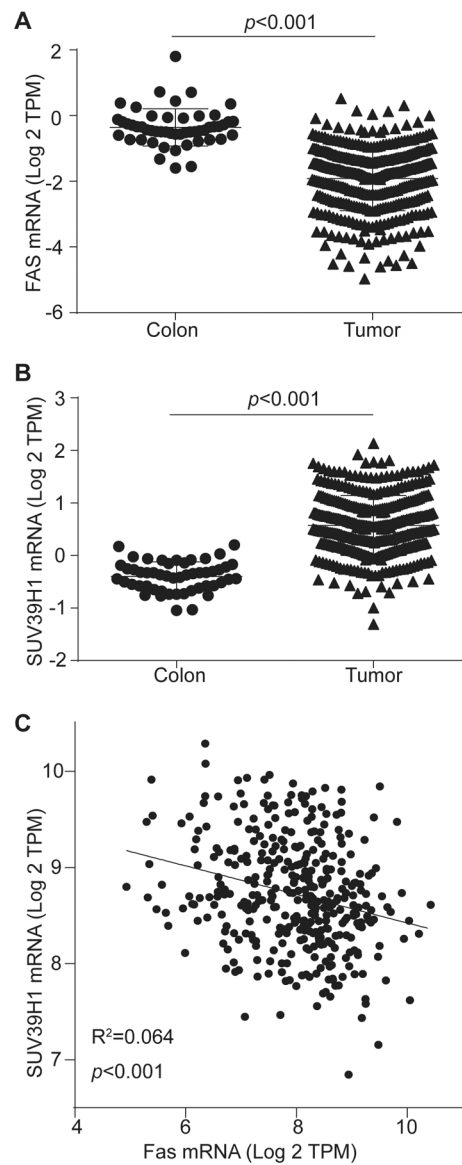 A
p<0.001
FAS mRNA (Log 2 TPM)
2
0
-2
-4
-6
Colon
Tumor
B
p<0.001
SUV39H1 mRNA (Log 2 TPM)
3
2
1
0
-1
-2
Colon
Tumor
C
SUV39H1 mRNA (Log 2 TPM)
10
9
8
7
R²=0.064
p<0.001
4
6
8
10
Fas mRNA (Log 2 TPM)